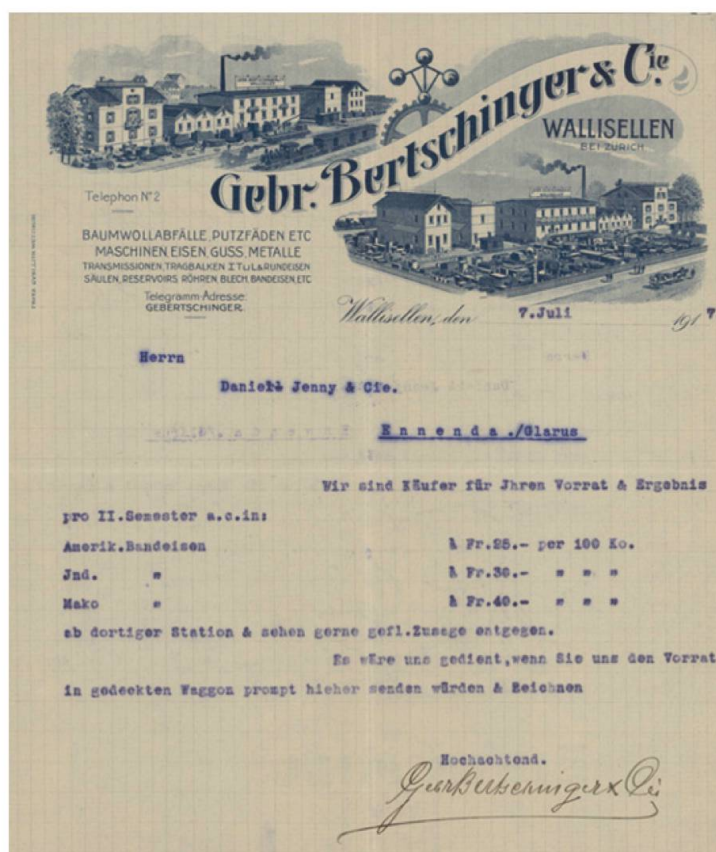 Gebr. Bertschinger & Cie.
WALLISELLEN
BEI ZÜRICH
Telephon No 2
BAUMWOLLABFÄLLE, PUTZFÄDEN ETC
MASCHINEN, EISEN, GUSS, METALLE
TRANSMISSIONEN, TRAGBALKEN I T U L & RUNDEISEN
SÄULEN, RESERVOIRS, RÖHREN, BLECH, BANDEISEN, ETC
Telegramm-Adresse:
GEBERTSCHINGER.
Wallisellen, den 7.Juli 1917
Herrn
Daniel Jenny & Cie.
Ennenda./Glarus
Wir sind Käufer für Jhren Vorrat & Ergebnis
pro II.Semester a.c.in:
Amerik.Bandeisen à Fr.25.- per 100 Ko.
Jnd. " à Fr.30.- " " "
Mako " à Fr.40.- " " "
ab dortiger Station & sehen gerne gefl.Zusage entgegen.
Es wäre uns gedient,wenn Sie uns den Vorrat
in gedeckten Waggon prompt hieher senden würden & Zeichnen
Hochachtend.
Gebr Bertschinger & Cie